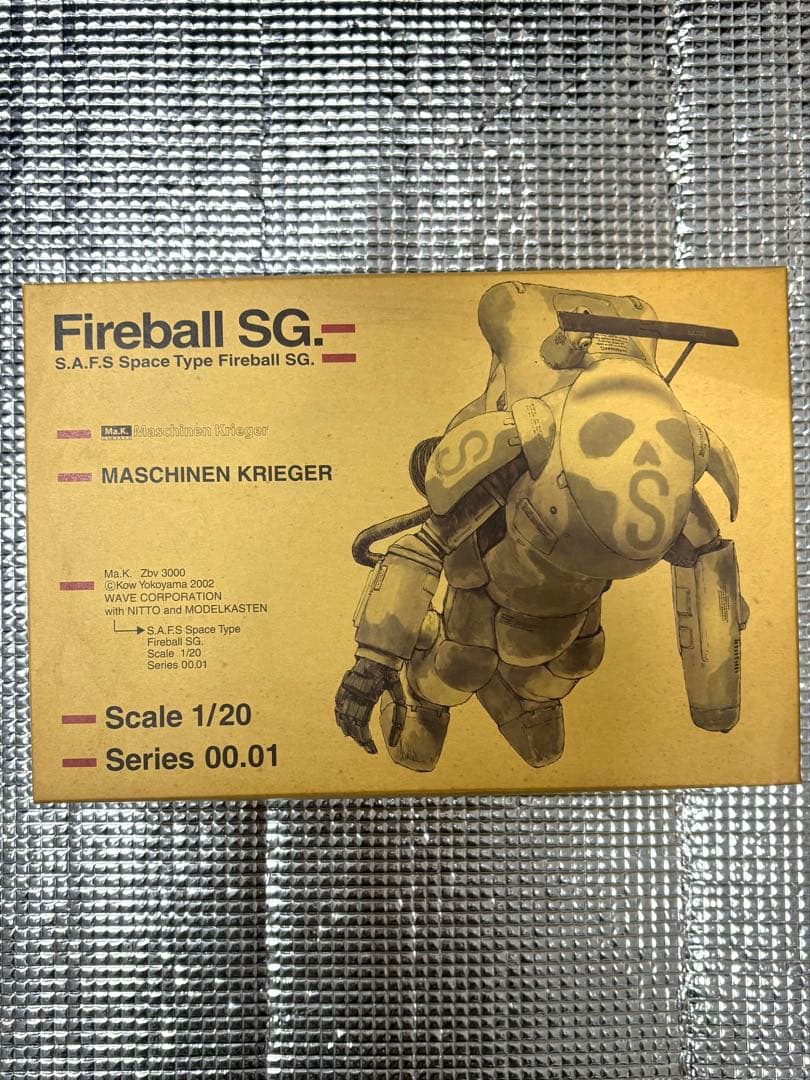 Fireball SG.
S.A.F.S Space Type Fireball SG.
Ma.K. Maschinen Krieger
MASCHINEN KRIEGER
Ma.K. Zbv 3000
©Kow Yokoyama 2002
WAVE CORPORATION
with NITTO and MODELKASTEN
S.A.F.S Space Type
Fireball SG.
Scale 1/20
Series 00.01
Scale 1/20
Series 00.01
S
S